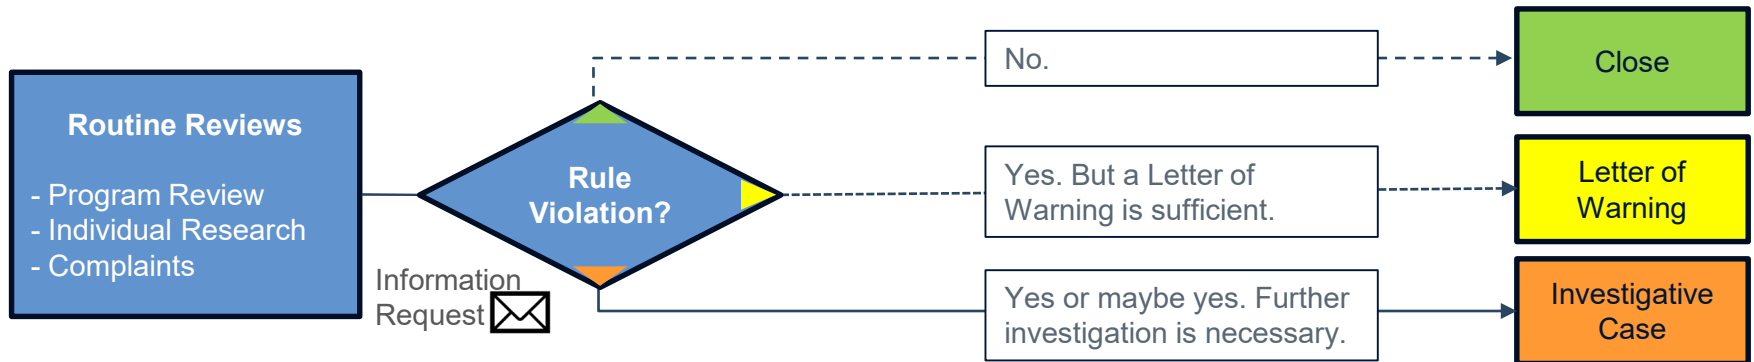 Routine Reviews
- Program Review
- Individual Research
- Complaints
Information
Request
Rule
Violation?
No.
Close
Yes. But a Letter of
Warning is sufficient.
Letter of
Warning
Yes or maybe yes. Further
investigation is necessary.
Investigative
Case